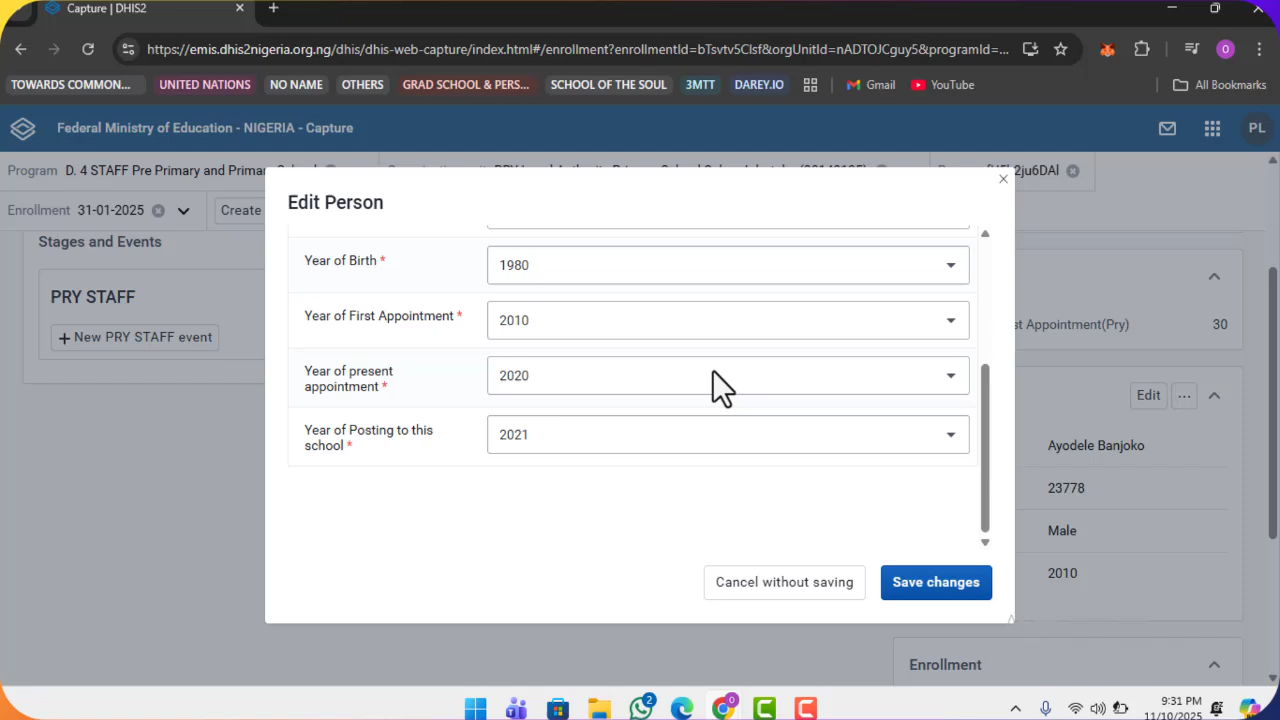 Capture | DHIS2
https://emis.dhis2nigeria.org.ng/dhis/dhis-web-capture/index.html#/enrollment?enrollmentId=bTsvtv5Clsf&orgUnitId=nADTOJCguy5&programId=...
O
TOWARDS COMMON... UNITED NATIONS NO NAME OTHERS GRAD SCHOOL & PERS... SCHOOL OF THE SOUL 3MTT DAREY.IO Gmail YouTube All Bookmarks
Federal Ministry of Education - NIGERIA - Capture
PL
Program D. 4 STAFF Pre Primary and Prima
2ju6DAl
Enrollment 31-01-2025
Create
Stages and Events
PRY STAFF
+ New PRY STAFF event
Edit Person
Year of Birth *
1980
Year of First Appointment *
2010
Year of present
appointment *
2020
Year of Posting to this
school *
2021
Cancel without saving
Save changes
st Appointment(Pry) 30
Edit ...
Ayodele Banjoko
23778
Male
2010
Enrollment
2
O
9:31 PM
11/10/2025